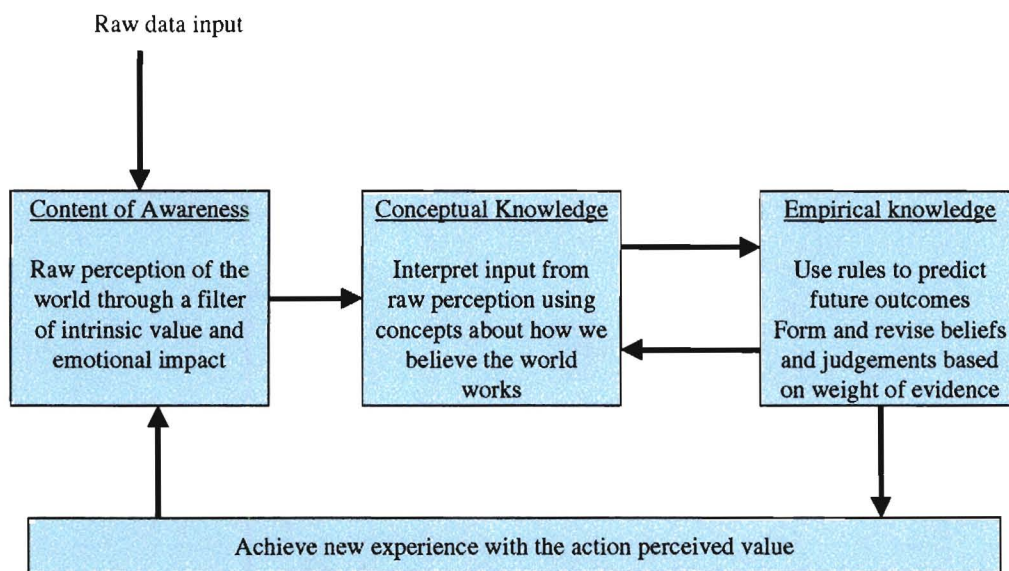 Raw data input
Content of Awareness
Raw perception of the
world through a filter
of intrinsic value and
emotional impact
Conceptual Knowledge
Interpret input from
raw perception using
concepts about how we
believe the world
works
Empirical knowledge
Use rules to predict
future outcomes
Form and revise beliefs
and judgements based
on weight of evidence
Achieve new experience with the action perceived value